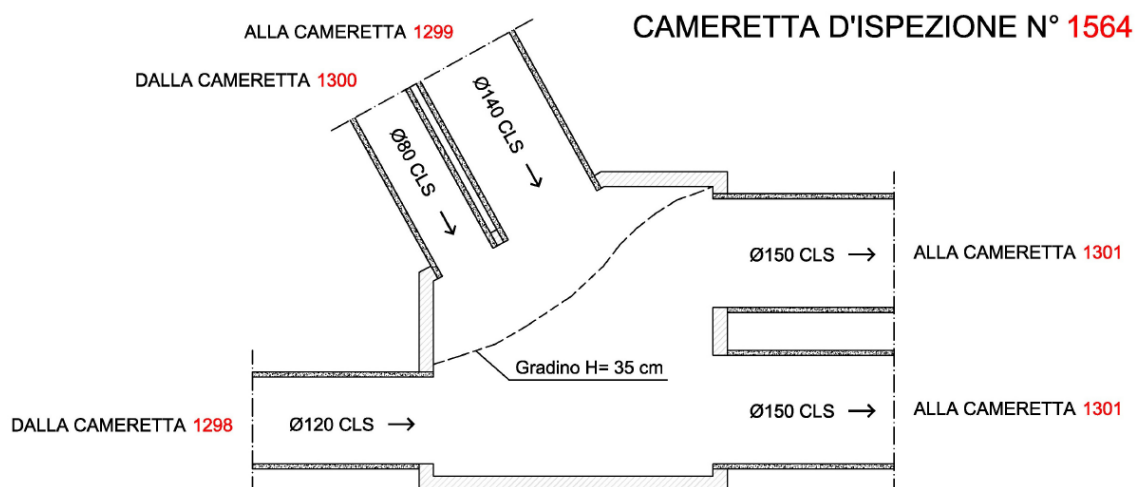 CAMERETTA D'ISPEZIONE N° 1564
ALLA CAMERETTA 1299
DALLA CAMERETTA 1300
Ø140 CLS →
Ø80 CLS →
Ø150 CLS →
ALLA CAMERETTA 1301
Gradino H= 35 cm
DALLA CAMERETTA 1298
Ø120 CLS →
Ø150 CLS →
ALLA CAMERETTA 1301